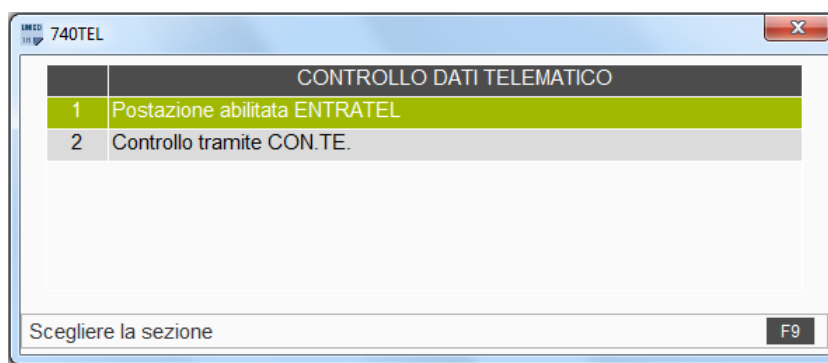 740TEL
CONTROLLO DATI TELEMATICO
1 Postazione abilitata ENTRATEL
2 Controllo tramite CON.TE.
Scegliere la sezione F9